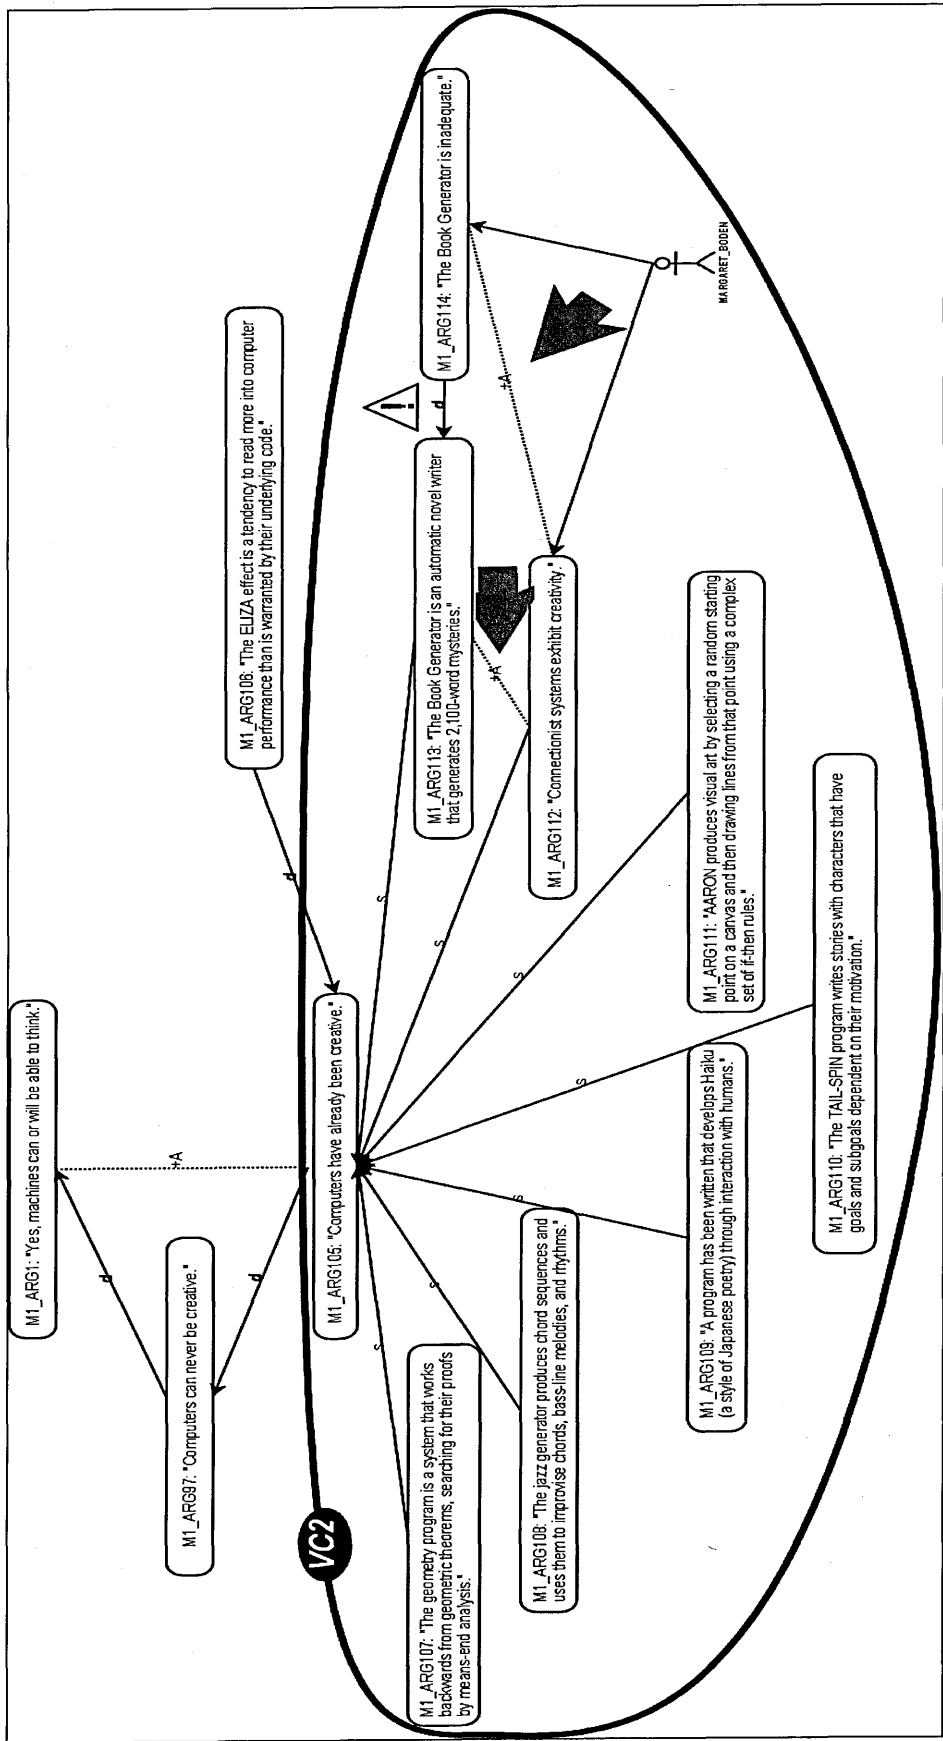 M1_ARG1: "Yes, machines can or will be able to think."
d
+A
M1_ARG97: "Computers can never be creative."
d
M1_ARG106: "The ELIZA effect is a tendency to read more into computer
performance than is warranted by their underlying code."
d
VC2
M1_ARG105: "Computers have already been creative."
s
s
s
s
s
s
s
M1_ARG107: "The geometry program is a system that works
backwards from geometric theorems, searching for their proofs
by means-end analysis."
M1_ARG113: "The Book Generator is an automatic novel writer
that generates 2,100-word mysteries."
d
!
M1_ARG114: "The Book Generator is inadequate."
+A
+A
M1_ARG108: "The jazz generator produces chord sequences and
uses them to improvise chords, bass-line melodies, and rhythms."
M1_ARG112: "Connectionist systems exhibit creativity."
M1_ARG109: "A program has been written that develops Haiku
(a style of Japanese poetry) through interaction with humans."
M1_ARG111: "AARON produces visual art by selecting a random starting
point on a canvas and then drawing lines from that point using a complex
set of if-then rules."
MARGARET_BODEN
M1_ARG110: "The TAIL-SPIN program writes stories with characters that have
goals and subgoals dependent on their motivation."